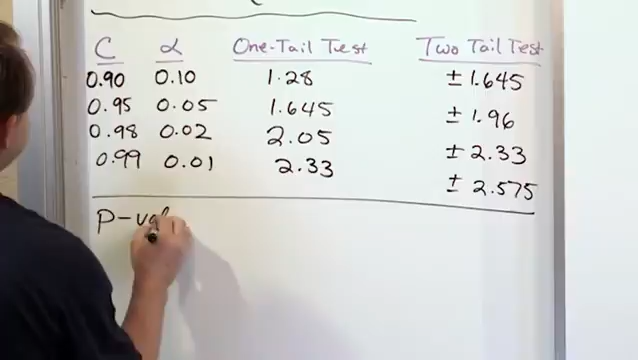 C α One-Tail Test Two Tail Test
0.90 0.10 1.28 ± 1.645
0.95 0.05 1.645 ± 1.96
0.98 0.02 2.05 ± 2.33
0.99 0.01 2.33 ± 2.575
P-val